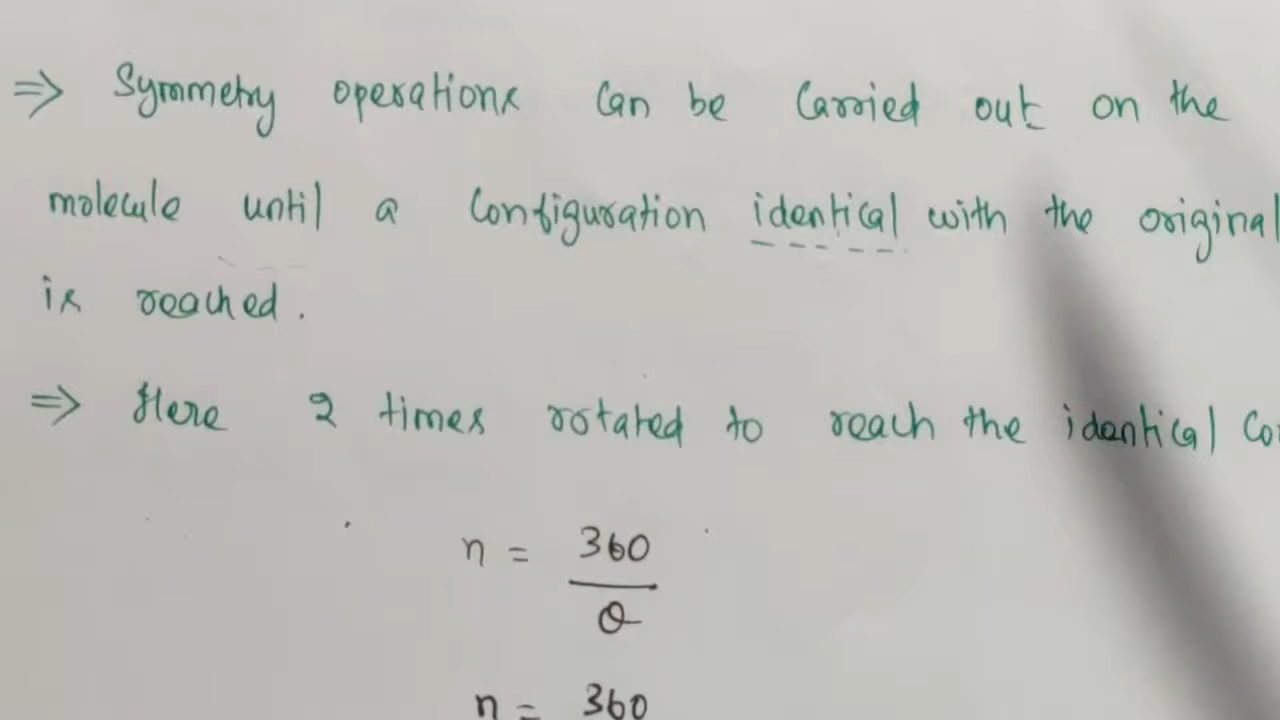 ⇒ Symmetry operations can be carried out on the
molecule until a configuration identical with the original
is reached.
⇒ Here 2 times rotated to reach the identical
n = 360
θ
n = 360